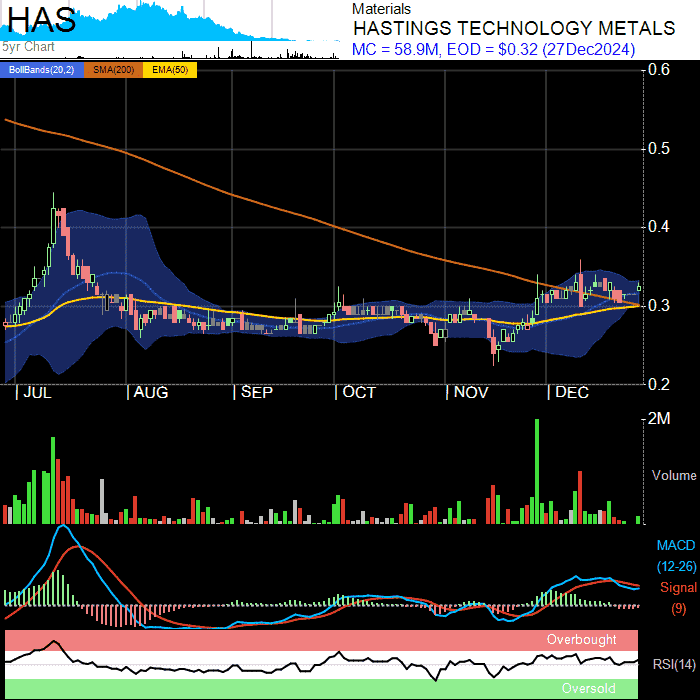 HAS
5yr Chart
Materials
HASTINGS TECHNOLOGY METALS
MC = 58.9M, EOD = $0.32 (27Dec2024)
BollBands(20,2) SMA(200) EMA(50)
0.6
0.5
0.4
0.3
0.2
JUL AUG SEP OCT NOV DEC
2M
Volume
MACD
(12-26)
Signal
(9)
Overbought
RSI(14)
Oversold